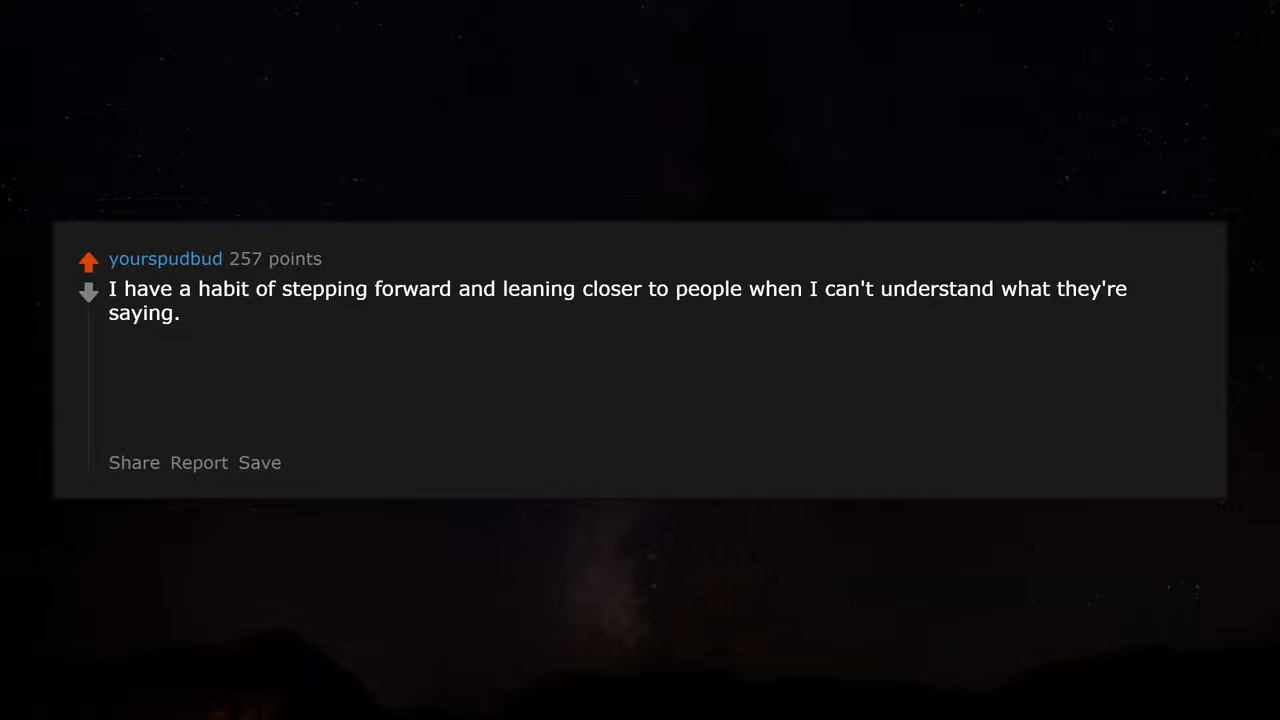 yourspudbud 257 points
I have a habit of stepping forward and leaning closer to people when I can't understand what they're
saying.
Share Report Save